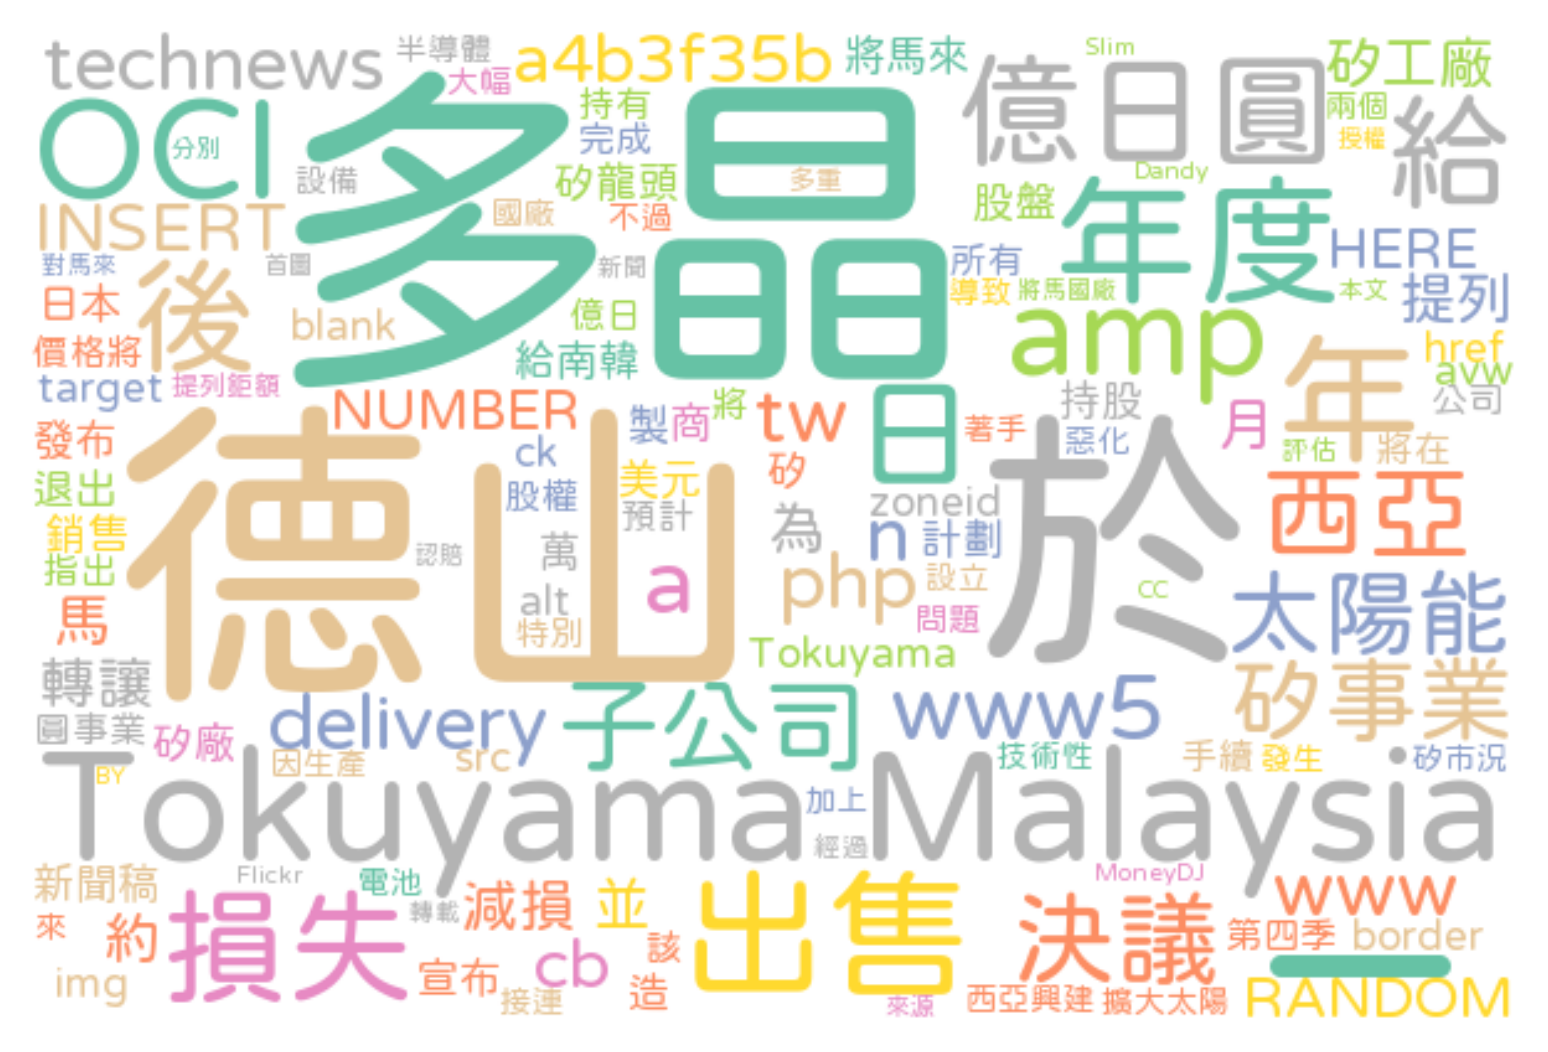 technews 半導體 a4b3f35b 將馬來 Slim 矽工廠
大幅 持有 億日圓 兩個 給
OCI 分別 多晶 完成 授權
設備 矽龍頭 多重 股盤 Dandy 年度
INSERT 國廠 不過 HERE
對馬來 首圖 新聞 所有
日本 後 億日 導致 將馬國廠 本文 提列
價格將 blank 給南韓 amp 年 href
target 提列鉅額 avw
NUMBER 製商 將 tw 日 持股 月 公司
發布 德山 ck 著手 於 惡化 評估 將在
退出 股權 美元 矽 zoneid 西亞
銷售 認賠 預計 為 n 計劃
指出 萬 a php 設立 CC 太陽能
馬 alt 特別 問題
轉讓 Tokuyama 矽事業
圓事業 矽廠 delivery 子公司 www5
BY 因生產 src 技術性 手續 發生 矽市況
Tokuyama Malaysia 加上
經過
新聞稿 Flickr 電池 MoneyDJ www
來 約 損失 轉載 減損 並 出售 決議 第四季 border
img 宣布 cb 該
接連 造 來源 西亞興建 擴大太陽 RANDOM